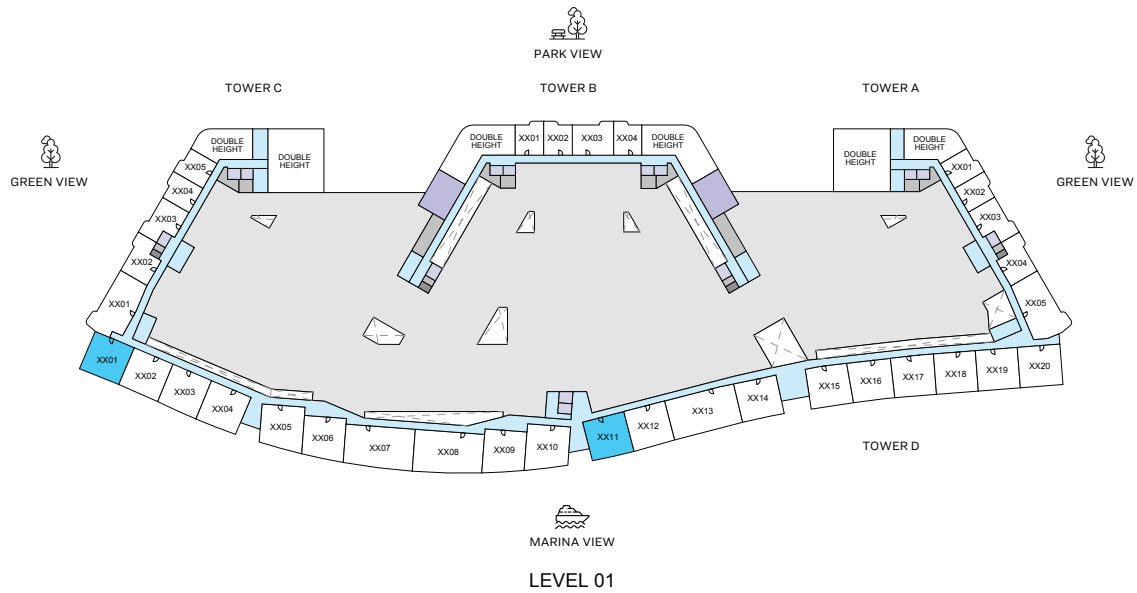 PARK VIEW
TOWER C
TOWER B
TOWER A
GREEN VIEW
GREEN VIEW
DOUBLE
HEIGHT
DOUBLE
HEIGHT
XX05
XX04
XX03
XX02
XX01
DOUBLE
HEIGHT
XX01
XX02
XX03
XX04
DOUBLE
HEIGHT
DOUBLE
HEIGHT
DOUBLE
HEIGHT
XX01
XX02
XX03
XX04
XX05
XX01
XX02
XX03
XX04
XX05
XX06
XX07
XX08
XX09
XX10
XX11
XX12
XX13
XX14
XX15
XX16
XX17
XX18
XX19
XX20
TOWER D
MARINA VIEW
LEVEL 01